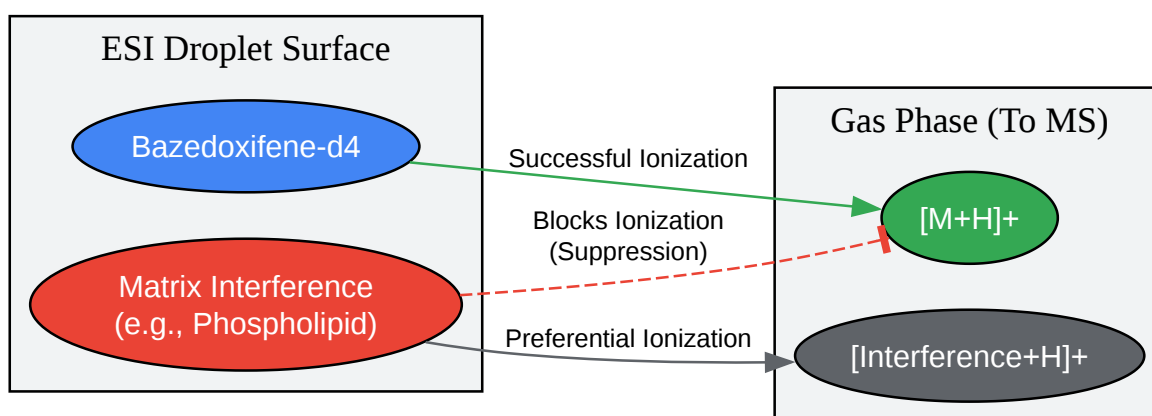 ESI Droplet Surface
Bazedoxifene-d4
Matrix Interference
(e.g., Phospholipid)
Successful Ionization
Blocks Ionization
(Suppression)
Preferential Ionization
Gas Phase (To MS)
[M+H]+
[Interference+H]+